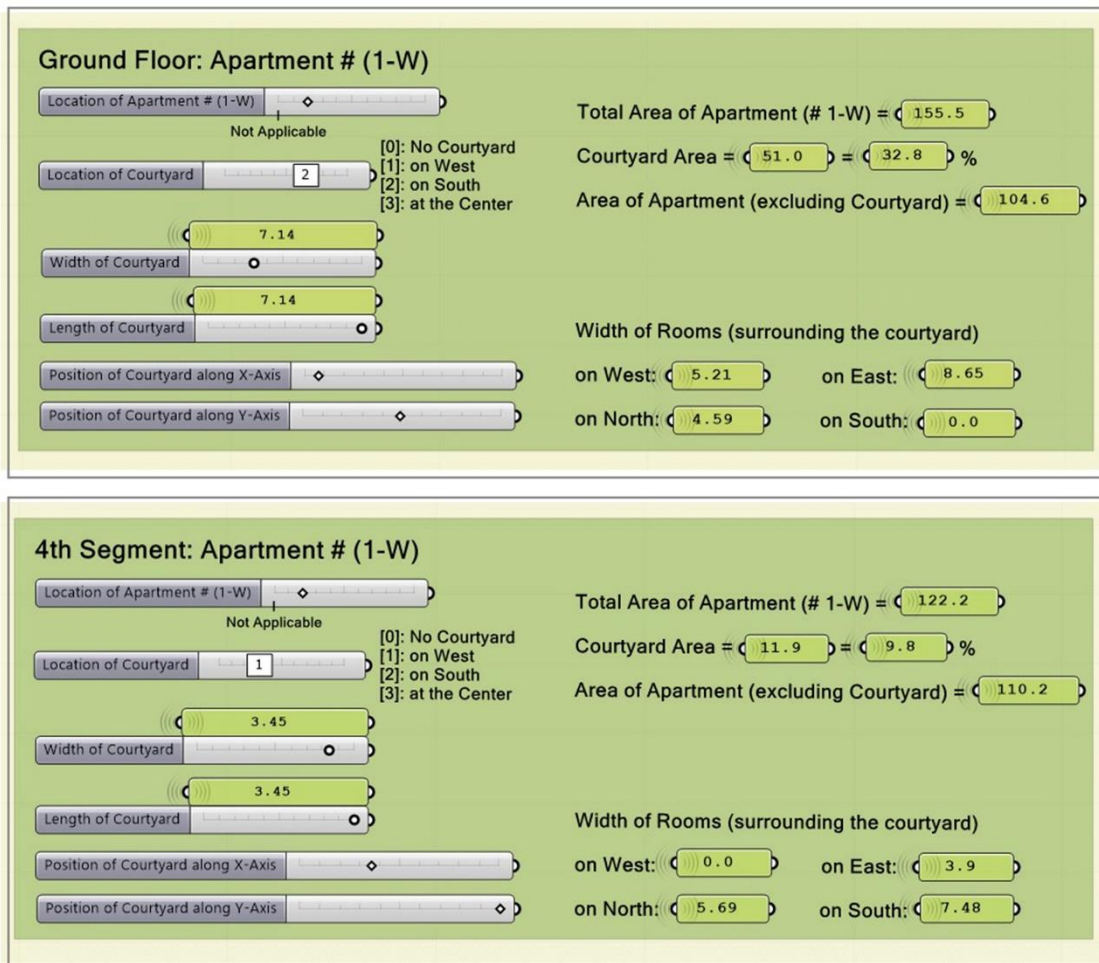 Ground Floor: Apartment # (1-W)
Location of Apartment # (1-W)
Not Applicable
Location of Courtyard 2
[0]: No Courtyard
[1]: on West
[2]: on South
[3]: at the Center
7.14
Width of Courtyard
7.14
Length of Courtyard
Position of Courtyard along X-Axis
Position of Courtyard along Y-Axis
Total Area of Apartment (# 1-W) = 155.5
Courtyard Area = 51.0 = 32.8 %
Area of Apartment (excluding Courtyard) = 104.6
Width of Rooms (surrounding the courtyard)
on West: 5.21 on East: 8.65
on North: 4.59 on South: 0.0
4th Segment: Apartment # (1-W)
Location of Apartment # (1-W)
Not Applicable
Location of Courtyard 1
[0]: No Courtyard
[1]: on West
[2]: on South
[3]: at the Center
3.45
Width of Courtyard
3.45
Length of Courtyard
Position of Courtyard along X-Axis
Position of Courtyard along Y-Axis
Total Area of Apartment (# 1-W) = 122.2
Courtyard Area = 11.9 = 9.8 %
Area of Apartment (excluding Courtyard) = 110.2
Width of Rooms (surrounding the courtyard)
on West: 0.0 on East: 3.9
on North: 5.69 on South: 7.48